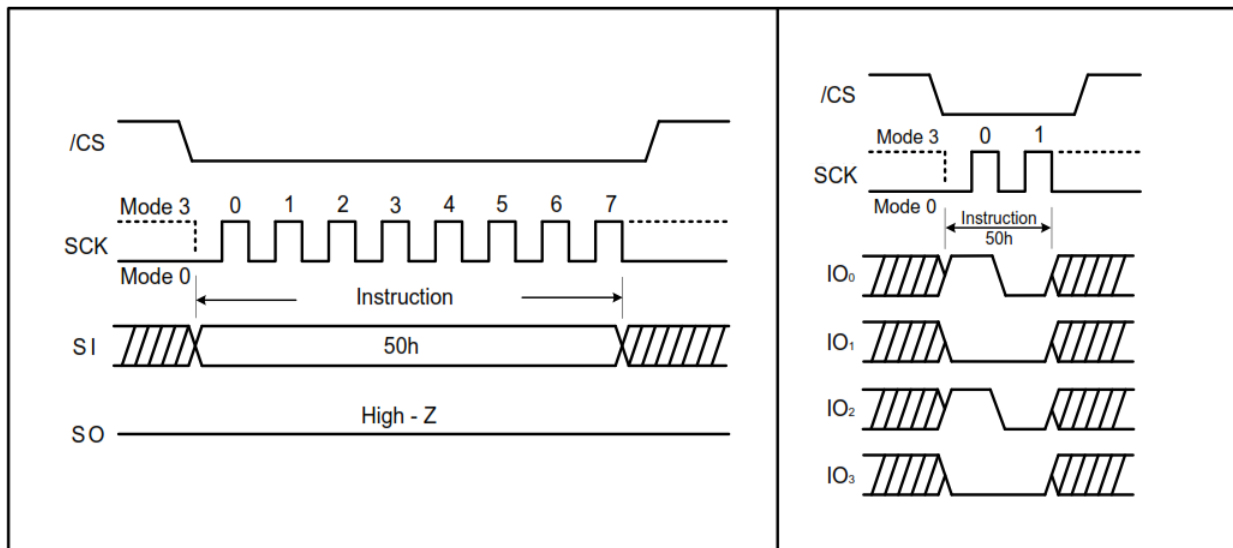 /CS
Mode 3 0 1 2 3 4 5 6 7
SCK
Mode 0
Instruction
SI 50h
High - Z
SO
/CS
Mode 3 0 1
SCK
Mode 0
Instruction
50h
IO₀
IO₁
IO₂
IO₃